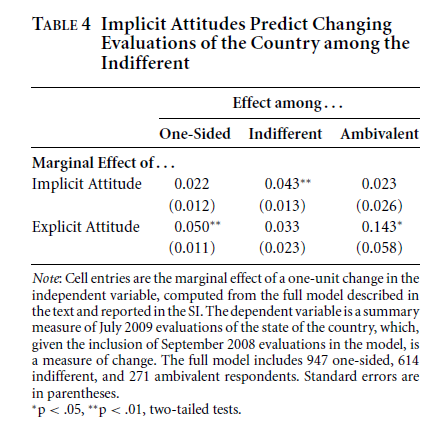 TABLE 4 Implicit Attitudes Predict Changing
Evaluations of the Country among the
Indifferent
Effect among...
One-Sided Indifferent Ambivalent
Marginal Effect of...
Implicit Attitude 0.022 0.043** 0.023
(0.012) (0.013) (0.026)
Explicit Attitude 0.050** 0.033 0.143*
(0.011) (0.023) (0.058)
Note: Cell entries are the marginal effect of a one-unit change in the
independent variable, computed from the full model described in
the text and reported in the SI. The dependent variable is a summary
measure of July 2009 evaluations of the state of the country, which,
given the inclusion of September 2008 evaluations in the model, is
a measure of change. The full model includes 947 one-sided, 614
indifferent, and 271 ambivalent respondents. Standard errors are
in parentheses.
*p < .05, **p < .01, two-tailed tests.